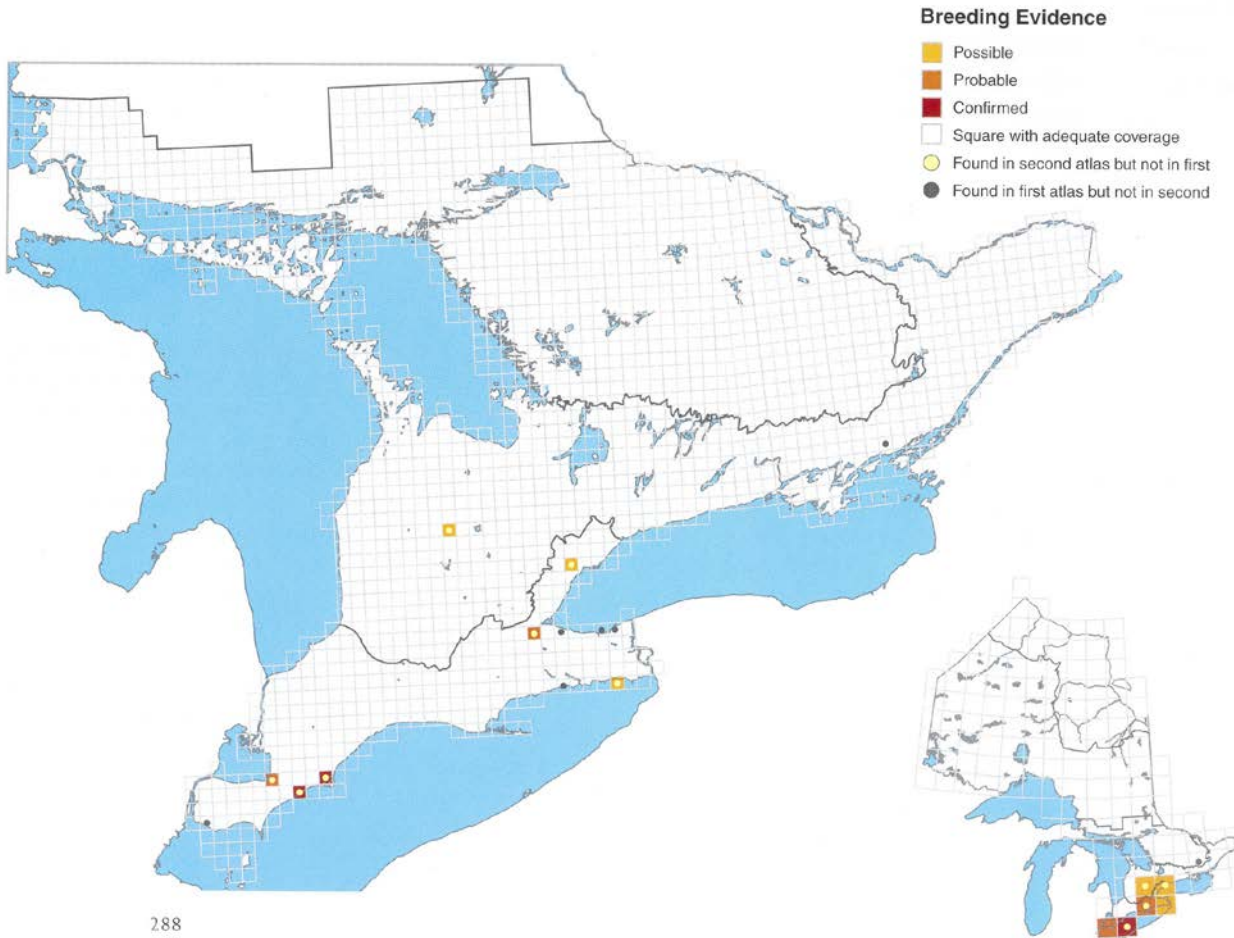 Breeding Evidence
Possible
Probable
Confirmed
Square with adequate coverage
Found in second atlas but not in first
Found in first atlas but not in second
288